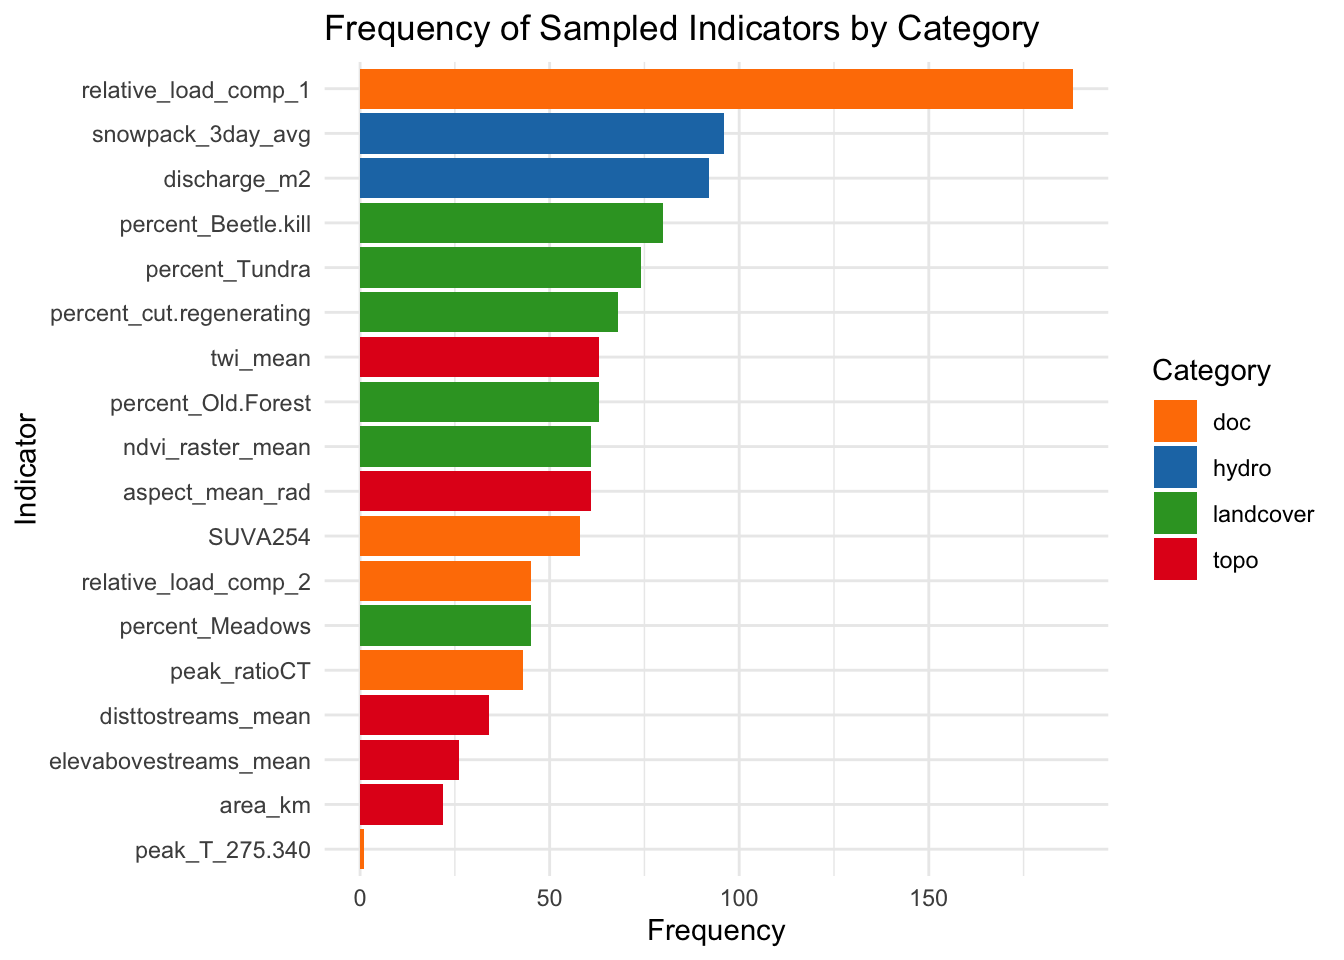 Frequency of Sampled Indicators by Category
relative_load_comp_1
snowpack_3day_avg
discharge_m2
percent_Beetle.kill
percent_Tundra
percent_cut.regenerating
twi_mean
percent_Old.Forest
ndvi_raster_mean
aspect_mean_rad
SUVA254
relative_load_comp_2
percent_Meadows
peak_ratioCT
disttostreams_mean
elevabovestreams_mean
area_km
peak_T_275.340
Indicator
0 50 100 150
Frequency
Category
doc
hydro
landcover
topo